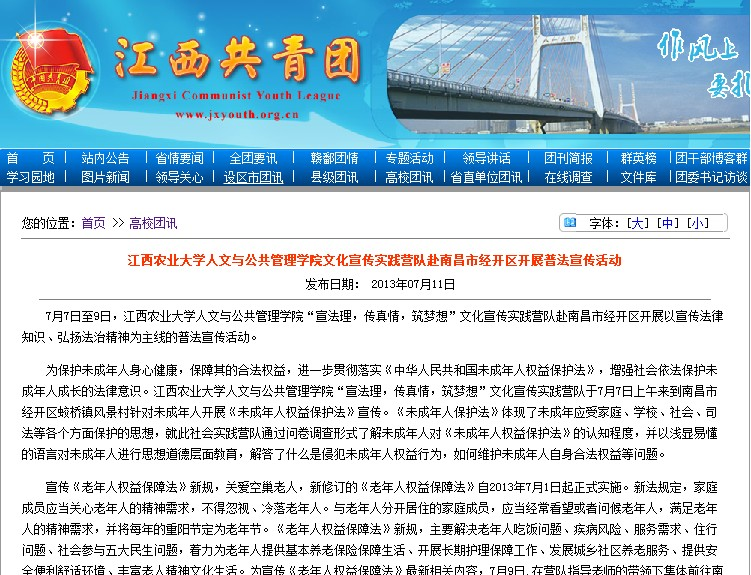 江西共青团
Jiangxi Communist Youth League
www.jxyouth.org.cn
作风上
要扎
首　页 | 站内公告 | 省情要闻 | 全团要讯 | 赣鄱团情 | 专题活动 | 领导讲话 | 团刊简报 | 群英榜 | 团干部博客群
学习园地 | 图片新闻 | 领导关心 | 设区市团讯 | 县级团讯 | 高校团讯 | 省直单位团讯 | 在线调查 | 文件库 | 团委书记访谈
您的位置：首页 >> 高校团讯
字体：[大] [中] [小]
江西农业大学人文与公共管理学院文化宣传实践营队赴南昌市经开区开展普法宣传活动
发布日期： 2013年07月11日
7月7日至9日，江西农业大学人文与公共管理学院“宣法理，传真情，筑梦想”文化宣传实践营队赴南昌市经开区开展以宣传法律
知识、弘扬法治精神为主线的普法宣传活动。
为保护未成年人身心健康，保障其的合法权益，进一步贯彻落实《中华人民共和国未成年人权益保护法》，增强社会依法保护未
成年人成长的法律意识。江西农业大学人文与公共管理学院“宣法理，传真情，筑梦想”文化宣传实践营队于7月7日上午来到南昌市
经开区蛟桥镇风景村针对未成年人开展《未成年人权益保护法》宣传。《未成年人保护法》体现了未成年应受家庭、学校、社会、司
法等各个方面保护的思想，就此社会实践营队通过问卷调查形式了解未成年人对《未成年人权益保护法》的认知程度，并以浅显易懂
的语言对未成年人进行思想道德层面教育，解答了什么是侵犯未成年人权益行为，如何维护未成年人自身合法权益等问题。
宣传《老年人权益保障法》新规，关爱空巢老人，新修订的《老年人权益保障法》自2013年7月1日起正式实施。新法规定，家庭
成员应当关心老年人的精神需求，不得忽视、冷落老年人。与老年人分开居住的家庭成员，应当经常看望或者问候老年人，满足老年
人的精神需求，并将每年的重阳节定为老年节。《老年人权益保障法》新规，主要解决老年人吃饭问题、疾病风险、服务需求、住行
问题、社会参与五大民生问题，着力为老年人提供基本养老保险保障生活、开展长期护理保障工作、发展城乡社区养老服务、提供安
全便利舒适环境、丰富老人精神文化生活。为宣传《老年人权益保障法》最新相关内容，7月9日,在营队指导老师的带领下集体前往南